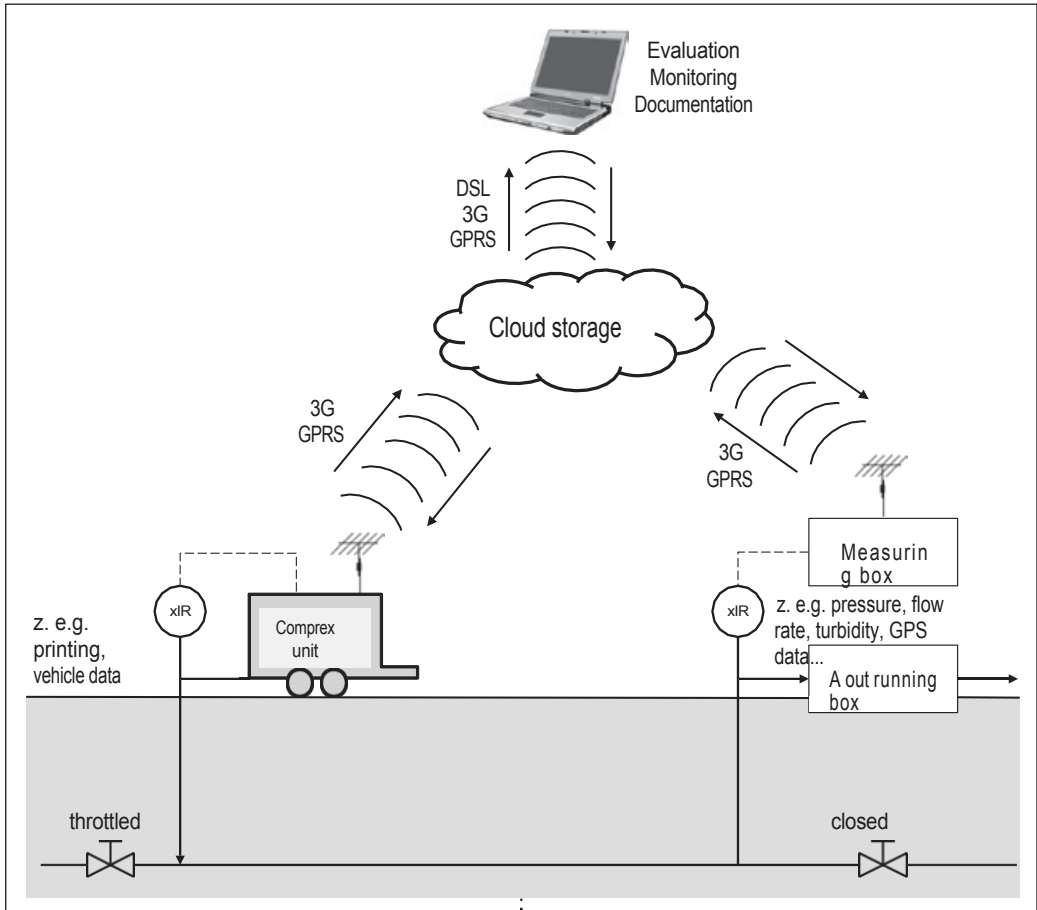 Evaluation
Monitoring
Documentation
DSL
3G
GPRS
Cloud storage
3G
GPRS
3G
GPRS
Measurin
g box
xIR
xIR
z. e.g.
printing,
vehicle data
Comprex
unit
z. e.g. pressure, flow
rate, turbidity, GPS
data...
A out running
box
throttled
closed